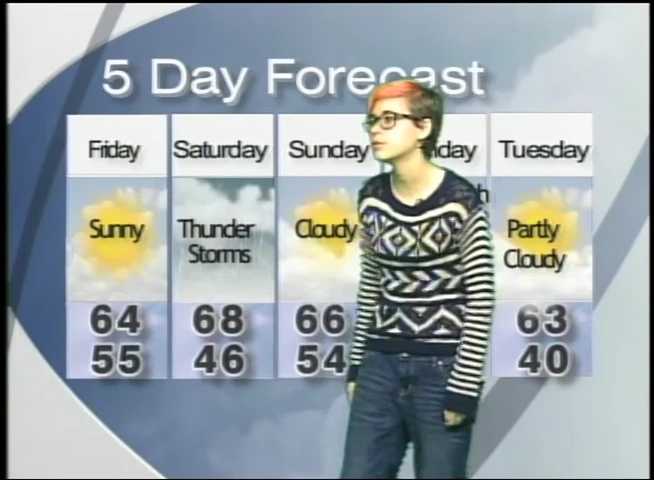 5 Day Forecast
Friday Saturday Sunday day Tuesday
Sunny Thunder Storms Cloudy h Partly Cloudy
64 68 66 63
55 46 54 40